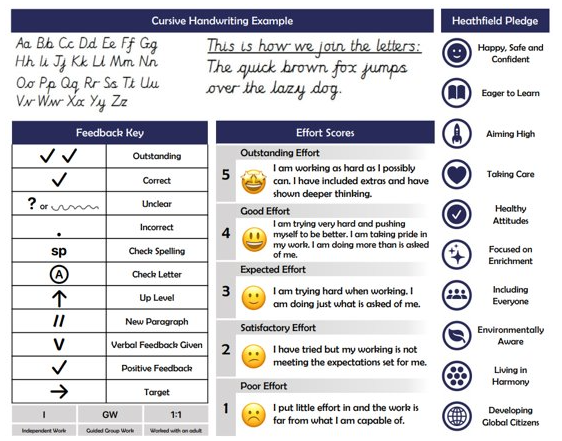 Cursive Handwriting Example
Aa Bb Cc Dd Ee Ff Gg
Hh Ii Jj Kk Ll Mm Nn
Oo Pp Qq Rr Ss Tt Uu
Vv Ww Xx Yy Zz
This is how we join the letters:
The quick brown fox jumps
over the lazy dog.
Feedback Key
✓ ✓ Outstanding
✓ Correct
? or Unclear
. Incorrect
sp Check Spelling
A Check Letter
↑ Up Level
// New Paragraph
V Verbal Feedback Given
✓ Positive Feedback
→ Target
I GW 1:1
Independent Work Guided Group Work Worked with an adult
Effort Scores
5
Outstanding Effort
I am working as hard as I possibly
can. I have included extras and have
shown deeper thinking.
4
Good Effort
I am trying very hard and pushing
myself to be better. I am taking pride in
my work. I am doing more than is asked
of me.
3
Expected Effort
I am trying hard when working. I
am doing just what is asked of me.
2
Satisfactory Effort
I have tried but my working is not
meeting the expectations set for me.
1
Poor Effort
I put little effort in and the work is
far from what I am capable of.
Heathfield Pledge
Happy, Safe and
Confident
Eager to Learn
Aiming High
Taking Care
Healthy
Attitudes
Focused on
Enrichment
Including
Everyone
Environmentally
Aware
Living in
Harmony
Developing
Global Citizens